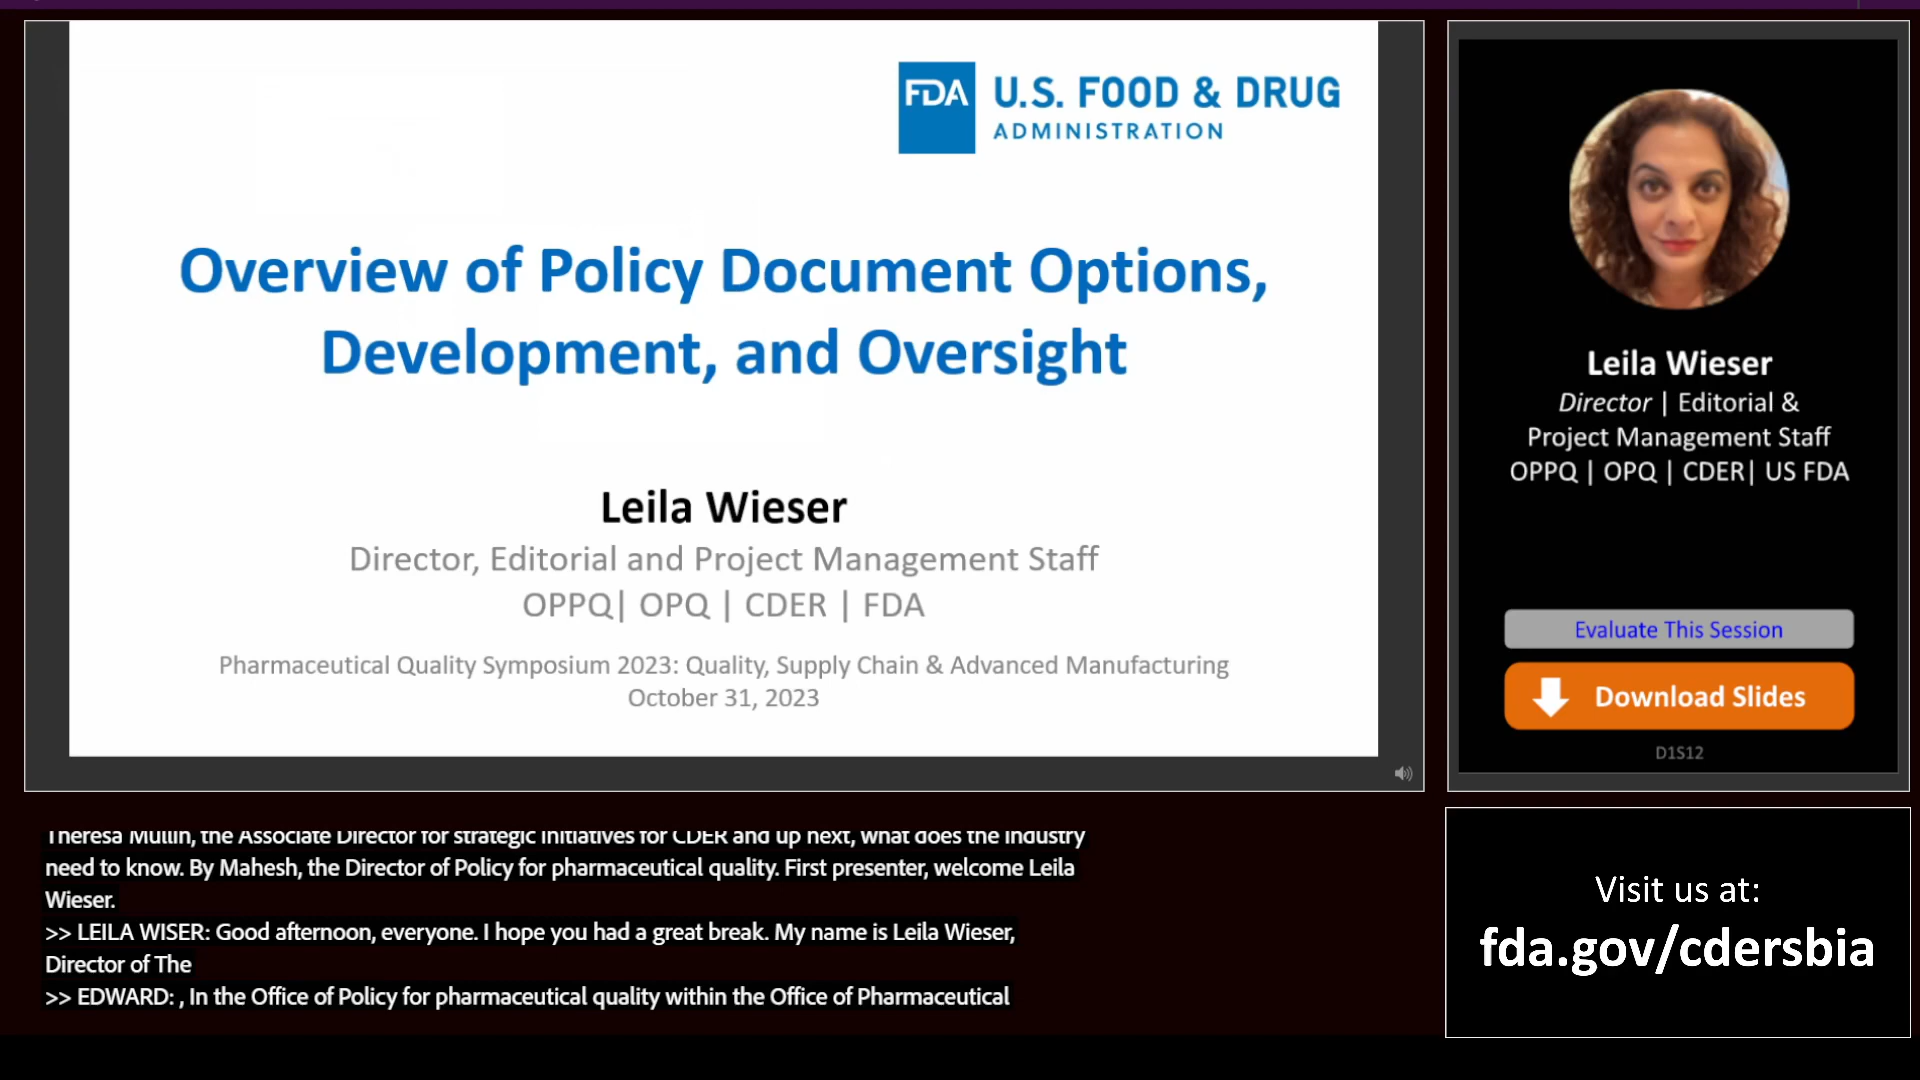 FDA U.S. FOOD & DRUG
ADMINISTRATION
Overview of Policy Document Options,
Development, and Oversight
Leila Wieser
Director, Editorial and Project Management Staff
OPPQ| OPQ | CDER | FDA
Pharmaceutical Quality Symposium 2023: Quality, Supply Chain & Advanced Manufacturing
October 31, 2023
Leila Wieser
Director | Editorial &
Project Management Staff
OPPQ | OPQ | CDER| US FDA
Evaluate This Session
Download Slides
D1S12
Theresa Mullin, the Associate Director for strategic initiatives for CDER and up next, what does the industry
need to know. By Mahesh, the Director of Policy for pharmaceutical quality. First presenter, welcome Leila
Wieser.
>> LEILA WISER: Good afternoon, everyone. I hope you had a great break. My name is Leila Wieser,
Director of The
>> EDWARD: , In the Office of Policy for pharmaceutical quality within the Office of Pharmaceutical
Visit us at:
fda.gov/cdersbia